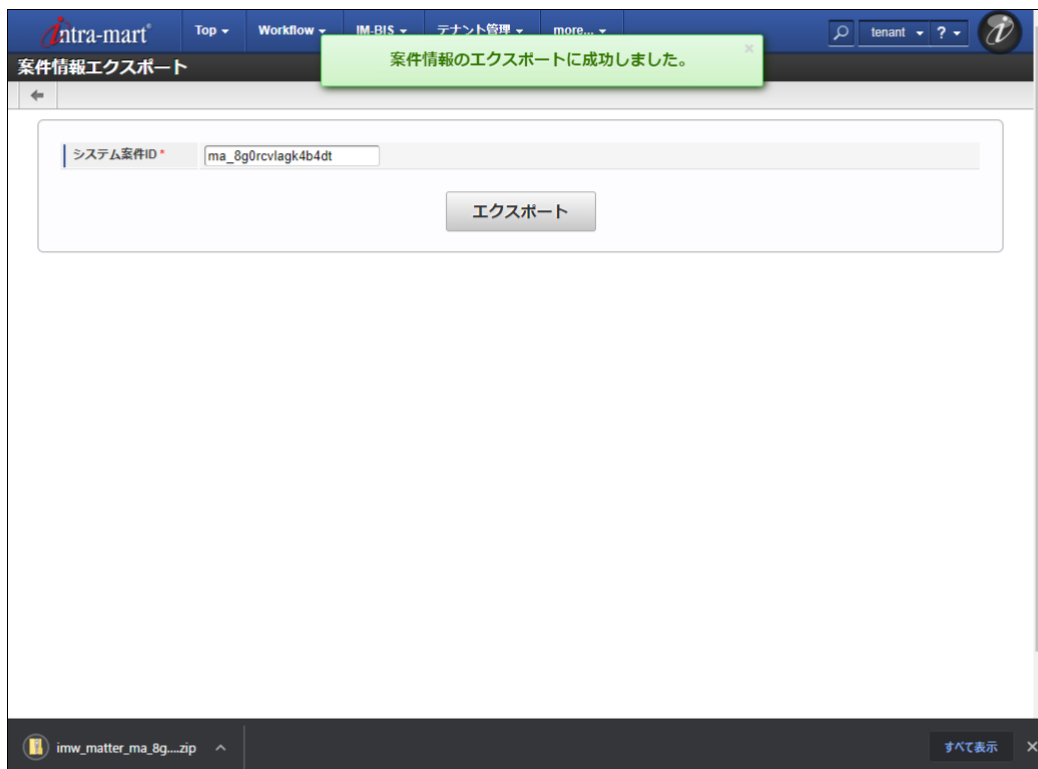 intra-mart® Top Workflow IM-BIS テナント管理 more... tenant ?
案件情報のエクスポートに成功しました。 ×
案件情報エクスポート
システム案件ID * ma_8g0rcvlagk4b4dt
エクスポート
imw_matter_ma_8g....zip すべて表示 ×